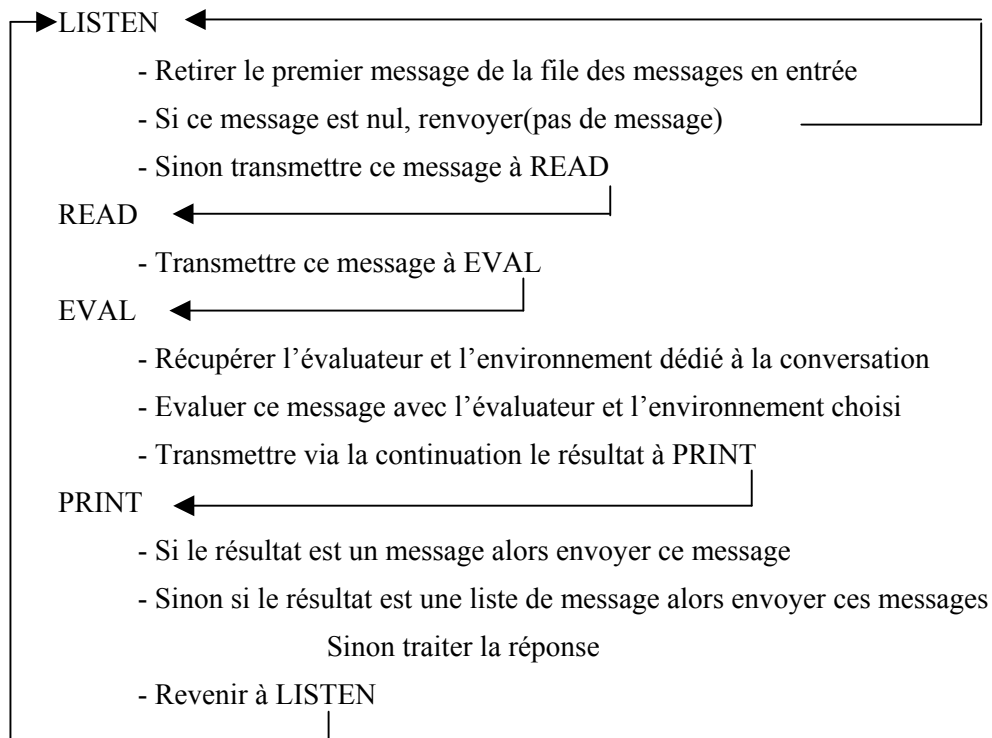 LISTEN
- Retirer le premier message de la file des messages en entrée
- Si ce message est nul, renvoyer(pas de message)
- Sinon transmettre ce message à READ
READ
- Transmettre ce message à EVAL
EVAL
- Récupérer l’évaluateur et l’environnement dédié à la conversation
- Evaluer ce message avec l’évaluateur et l’environnement choisi
- Transmettre via la continuation le résultat à PRINT
PRINT
- Si le résultat est un message alors envoyer ce message
- Sinon si le résultat est une liste de message alors envoyer ces messages
Sinon traiter la réponse
- Revenir à LISTEN